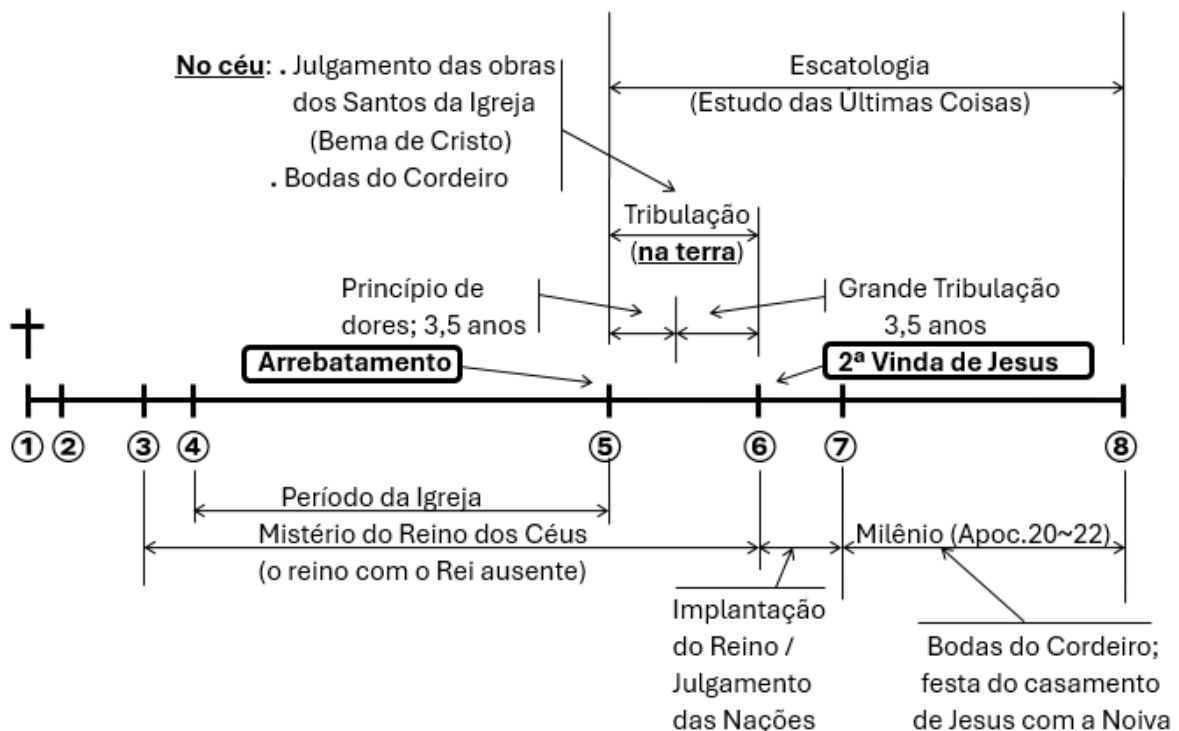 No céu: . Julgamento das obras
dos Santos da Igreja
(Bema de Cristo)
. Bodas do Cordeiro
Escatologia
(Estudo das Últimas Coisas)
Tribulação
(na terra)
Princípio de
dores; 3,5 anos
Grande Tribulação
3,5 anos
Arrebatamento
2ª Vinda de Jesus
1 2 3 4 5 6 7 8
Período da Igreja
Mistério do Reino dos Céus
(o reino com o Rei ausente)
Milênio (Apoc.20~22)
Implantação
do Reino /
Julgamento
das Nações
Bodas do Cordeiro;
festa do casamento
de Jesus com a Noiva